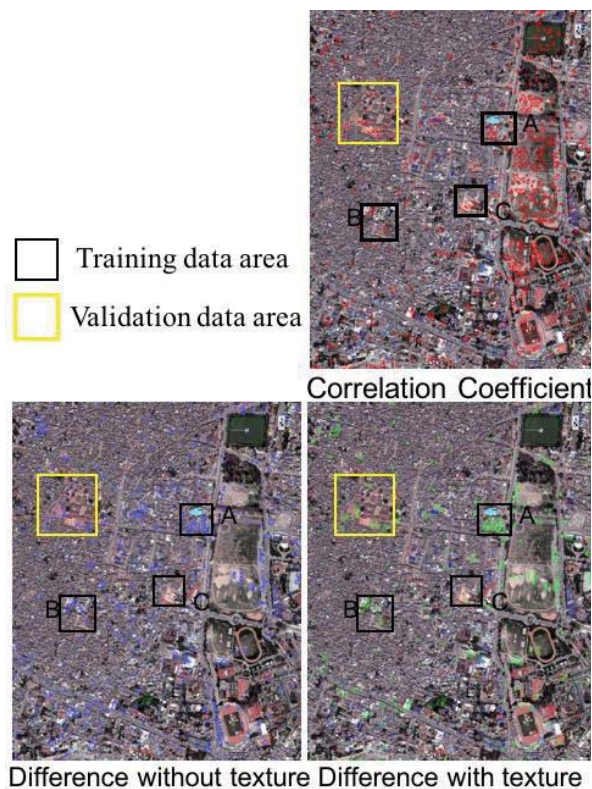 A
B
C
Training data area
Validation data area
Correlation Coefficient
A
B
C
A
B
C
Difference without texture
Difference with texture